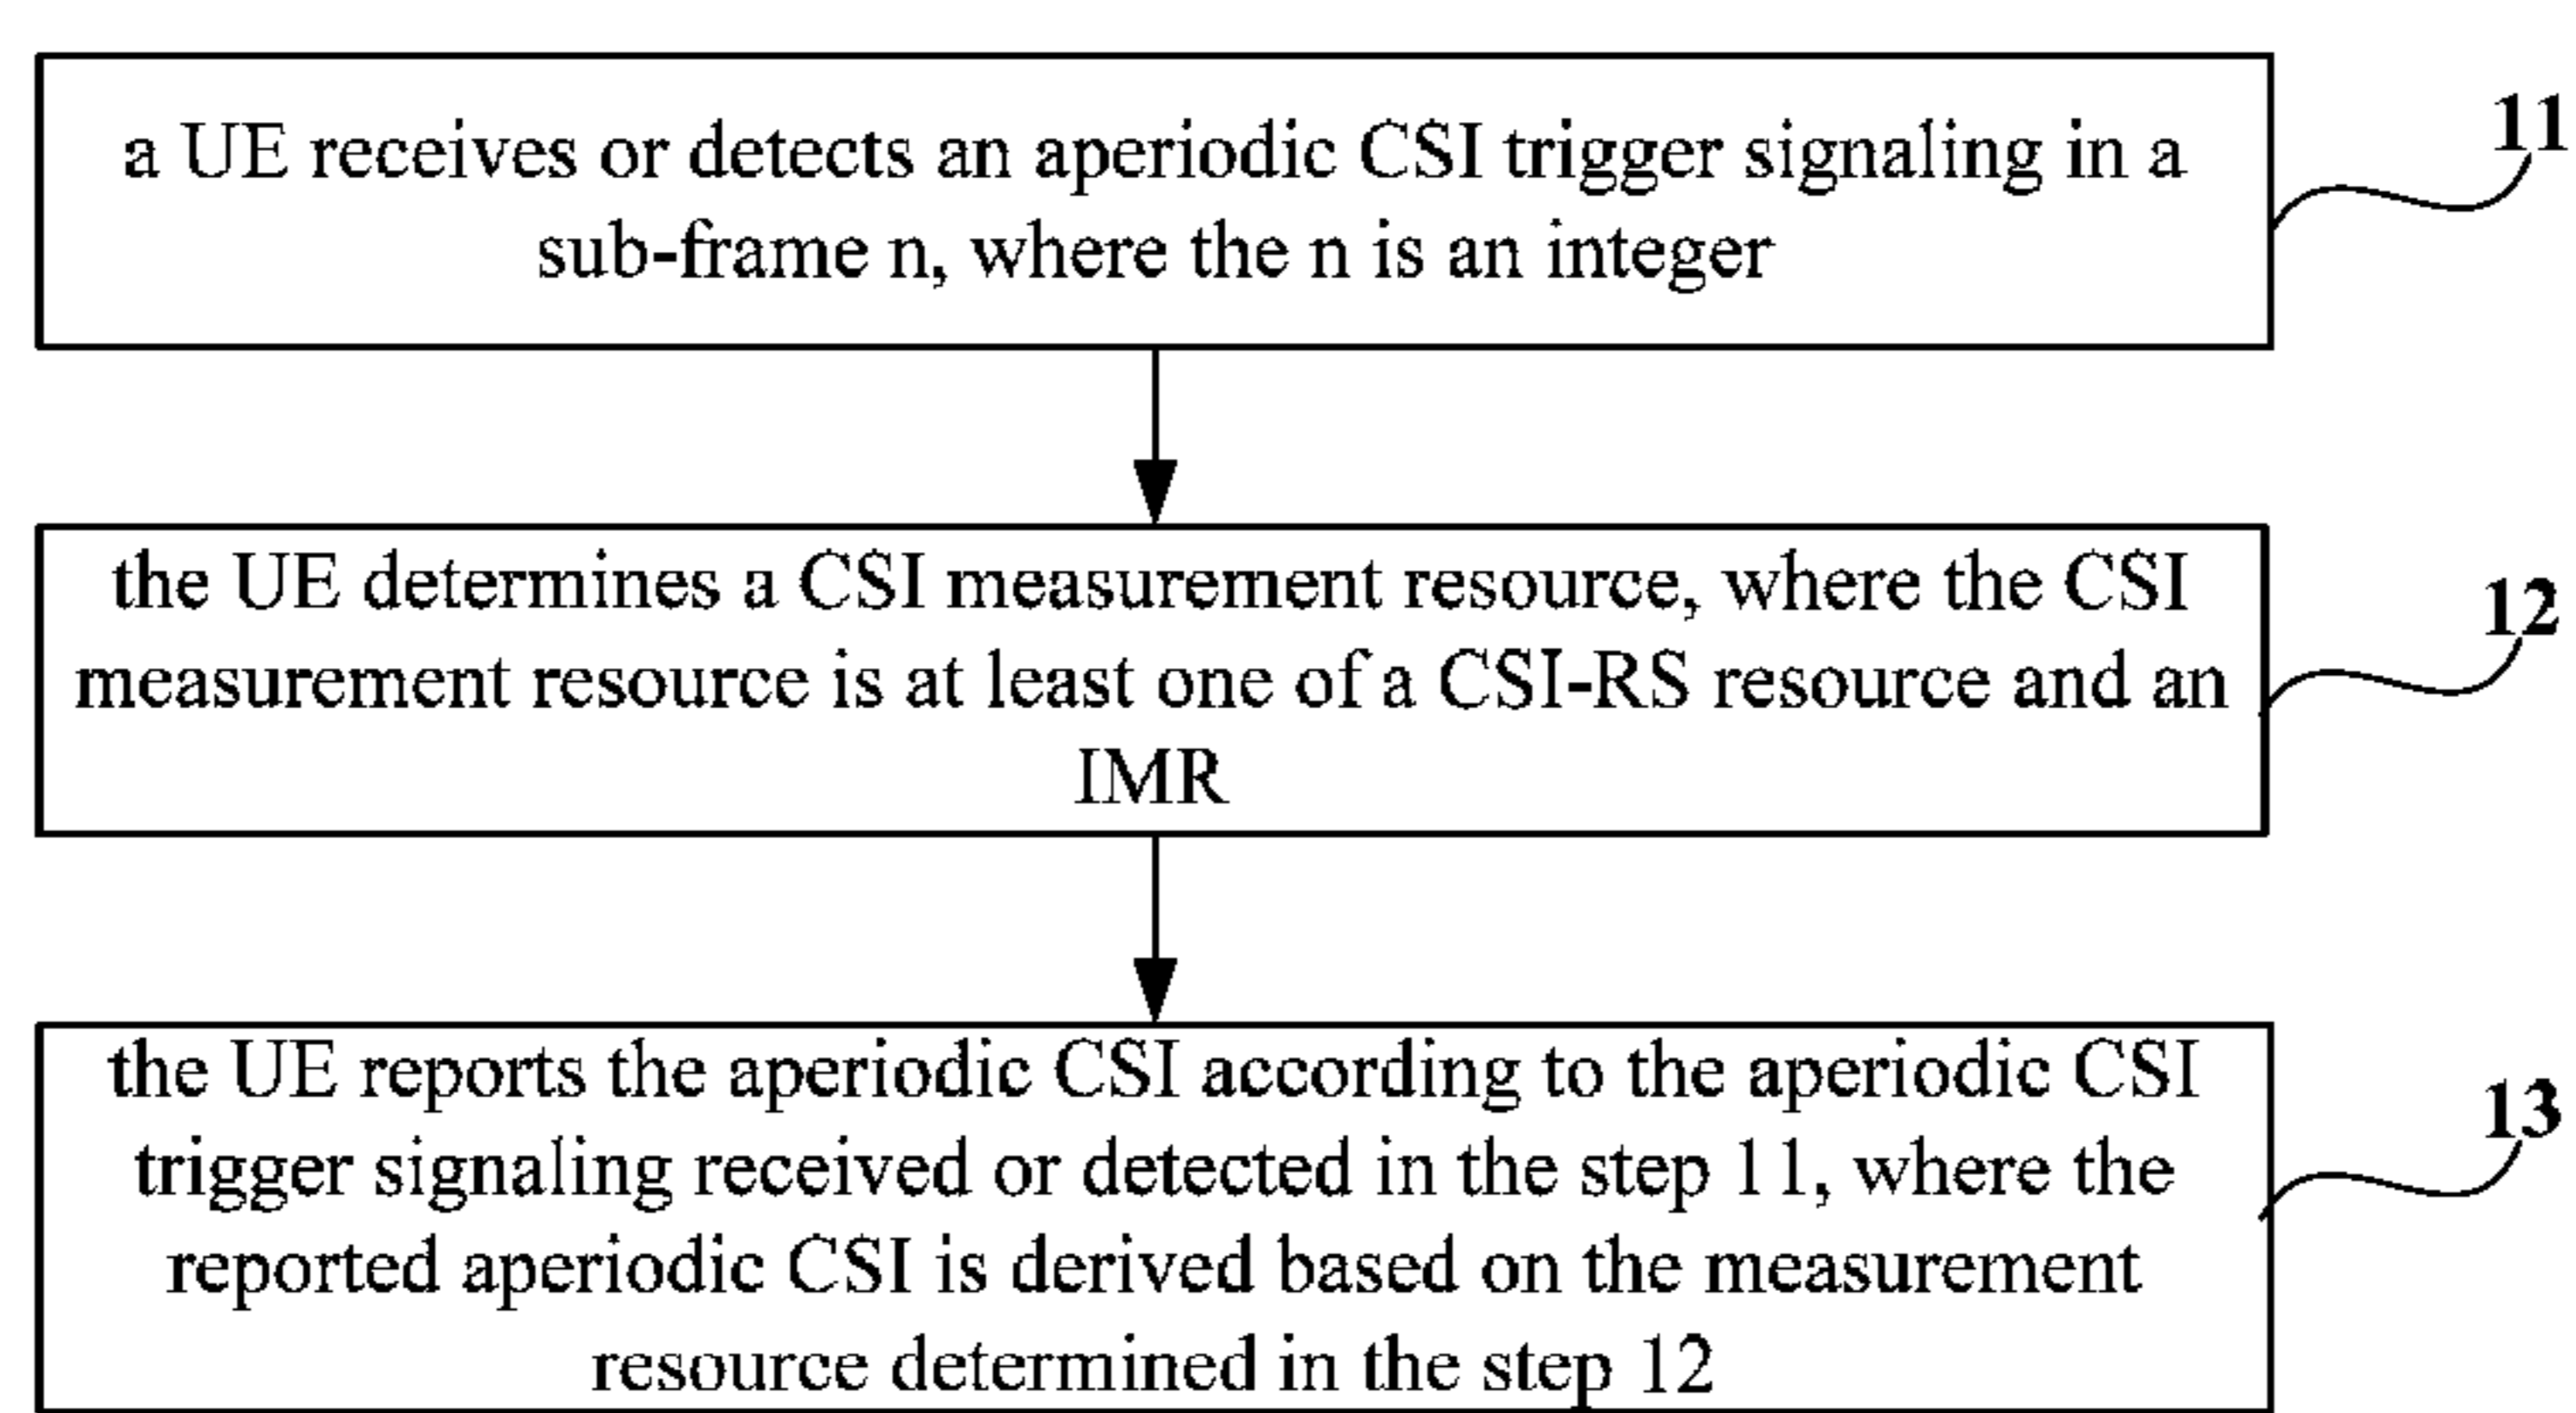 a UE receives or detects an aperiodic CSI trigger signaling in a
sub-frame n, where the n is an integer
11
the UE determines a CSI measurement resource, where the CSI
measurement resource is at least one of a CSI-RS resource and an
IMR
12
the UE reports the aperiodic CSI according to the aperiodic CSI
trigger signaling received or detected in the step 11, where the
reported aperiodic CSI is derived based on the measurement
resource determined in the step 12
13